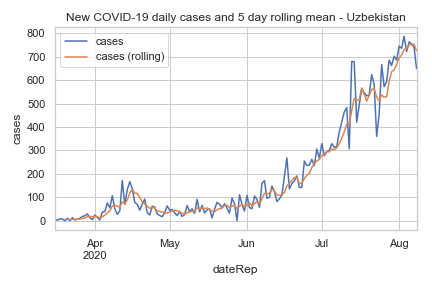 New COVID-19 daily cases and 5 day rolling mean - Uzbekistan
cases
cases (rolling)
800
700
600
500
400
300
200
100
0
cases
Apr
2020
May
Jun
Jul
Aug
dateRep